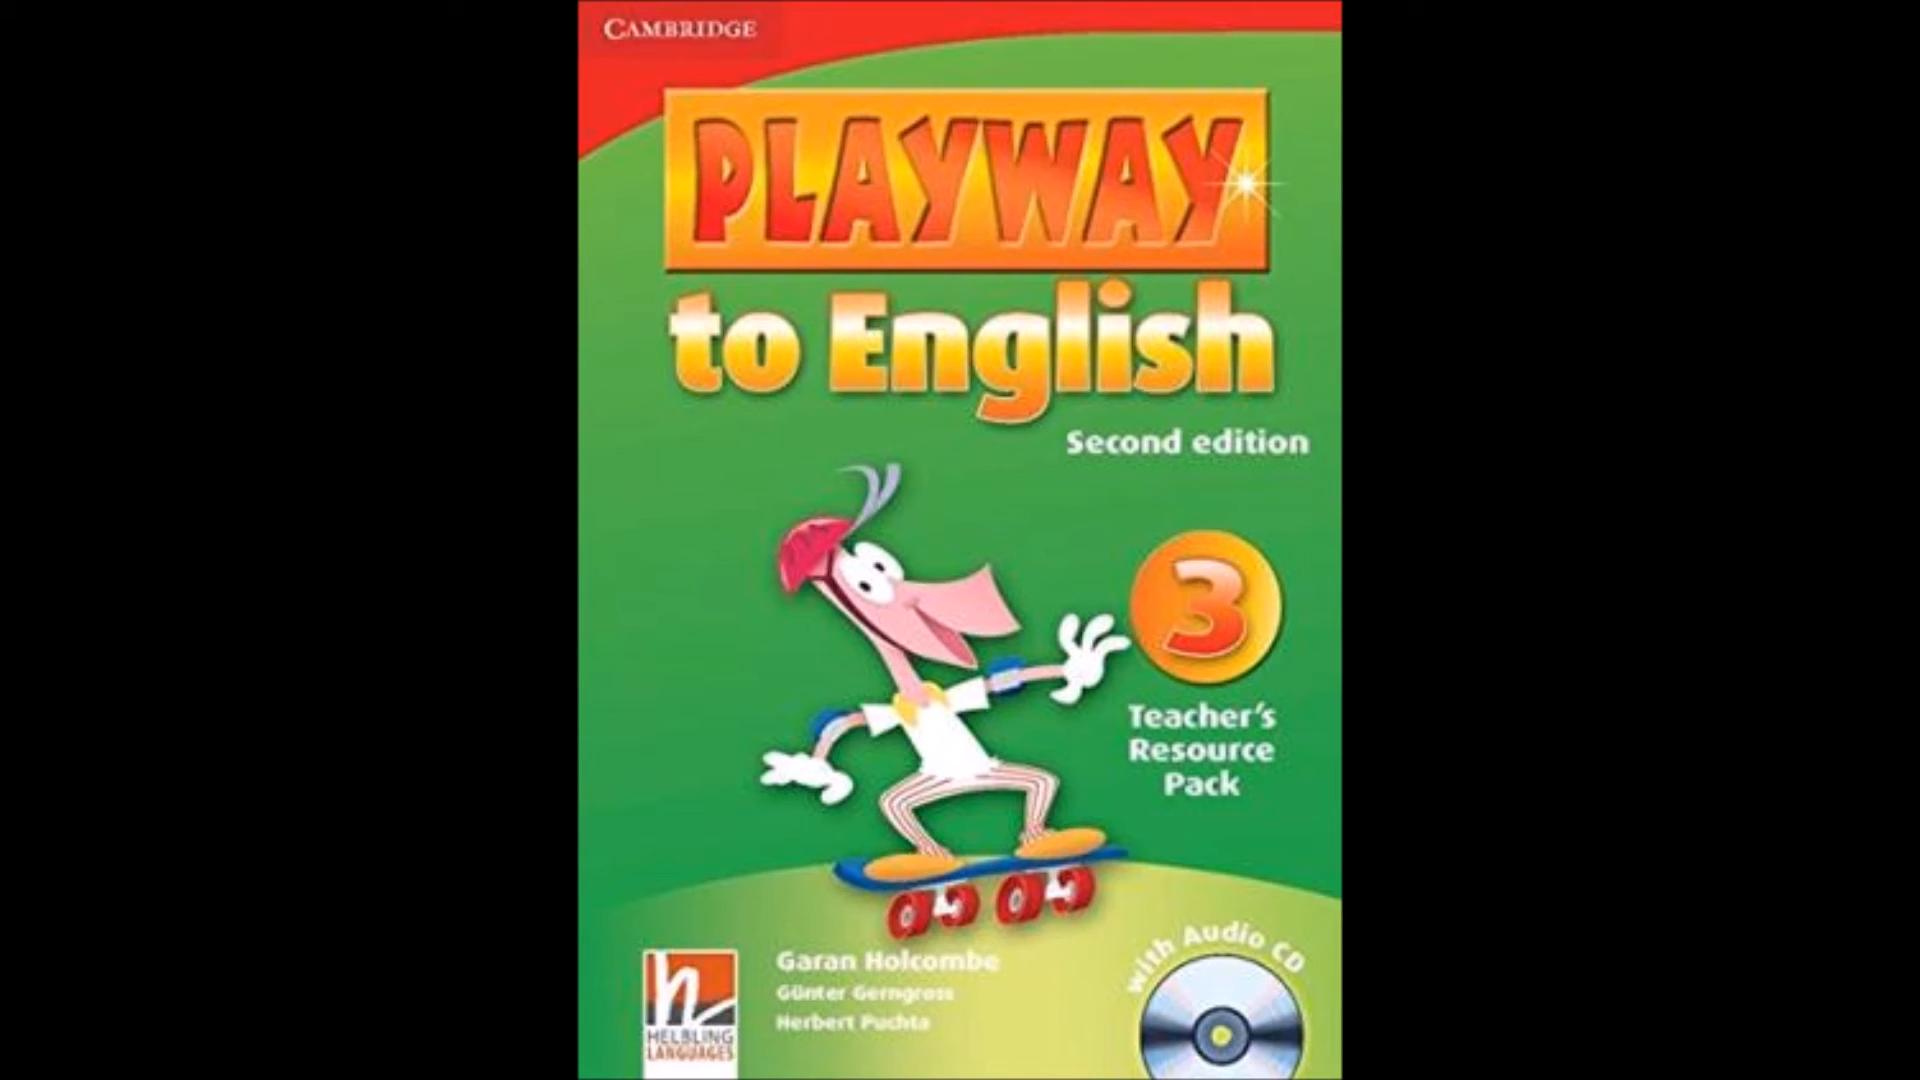 CAMBRIDGE
PLAYWAY
to English
Second edition
3
Teacher's
Resource
Pack
with Audio CD
Garan Holcombe
Günter Gerngross
Herbert Puchta
h
HELBLING
LANGUAGES